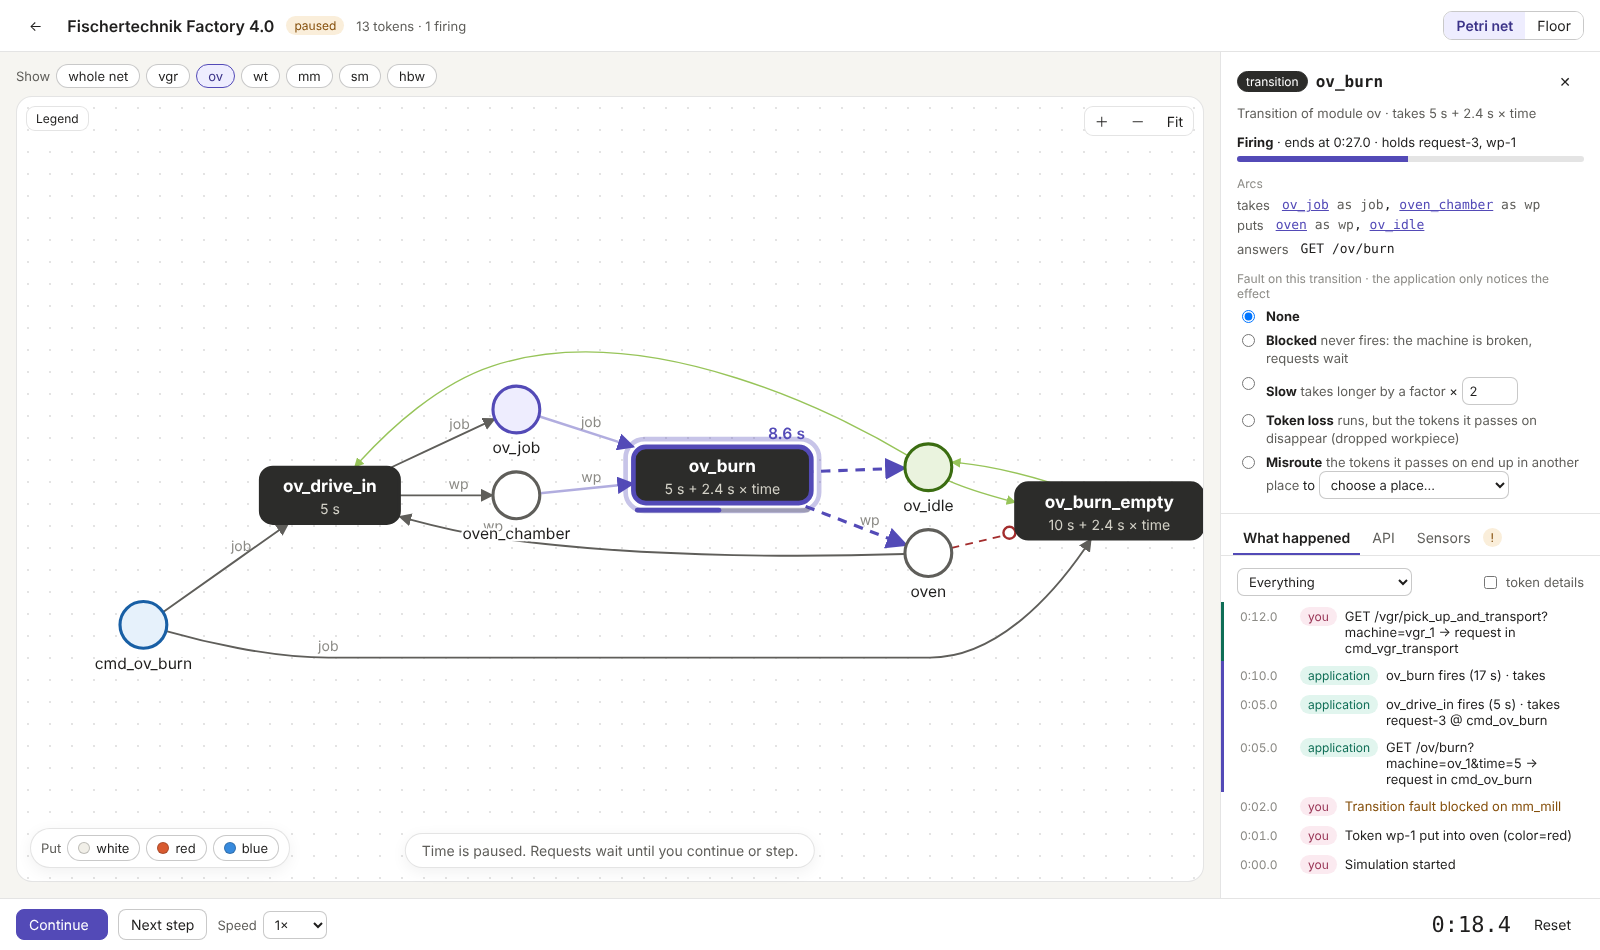 ← Fischertechnik Factory 4.0 paused 13 tokens · 1 firing Petri net Floor
Show whole net vgr ov wt mm sm hbw
Legend
+ − Fit
job
ov_job
job
8.6 s
ov_drive_in
5 s
wp
oven_chamber
wp
wp
ov_burn
5 s + 2.4 s × time
ov_idle
wp
oven
ov_burn_empty
10 s + 2.4 s × time
job
cmd_ov_burn
job
Put white red blue
Time is paused. Requests wait until you continue or step.
transition ov_burn ×
Transition of module ov · takes 5 s + 2.4 s × time
Firing · ends at 0:27.0 · holds request-3, wp-1
Arcs
takes ov_job as job, oven_chamber as wp
puts oven as wp, ov_idle
answers GET /ov/burn
Fault on this transition · the application only notices the
effect
None
Blocked never fires: the machine is broken,
requests wait
Slow takes longer by a factor × 2
Token loss runs, but the tokens it passes on
disappear (dropped workpiece)
Misroute the tokens it passes on end up in another
place to choose a place...
What happened API Sensors !
Everything token details
0:12.0 you GET /vgr/pick_up_and_transport?
machine=vgr_1 → request in
cmd_vgr_transport
0:10.0 application ov_burn fires (17 s) · takes
0:05.0 application ov_drive_in fires (5 s) · takes
request-3 @ cmd_ov_burn
0:05.0 application GET /ov/burn?
machine=ov_1&time=5 →
request in cmd_ov_burn
0:02.0 you Transition fault blocked on mm_mill
0:01.0 you Token wp-1 put into oven (color=red)
0:00.0 you Simulation started
Continue Next step Speed 1× 0:18.4 Reset